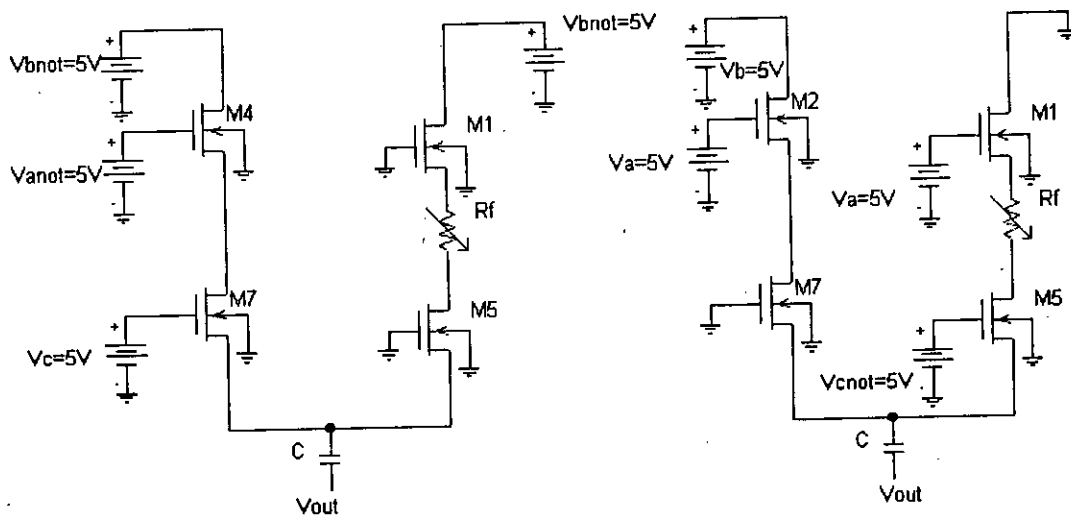 Vbnot=5V
M4
Vanot=5V
M7
Vc=5V
Vbnot=5V
M1
Rf
M5
C
Vout
Vb=5V
M2
Va=5V
M7
M1
Va=5V
Rf
M5
Vcnot=5V
C
Vout